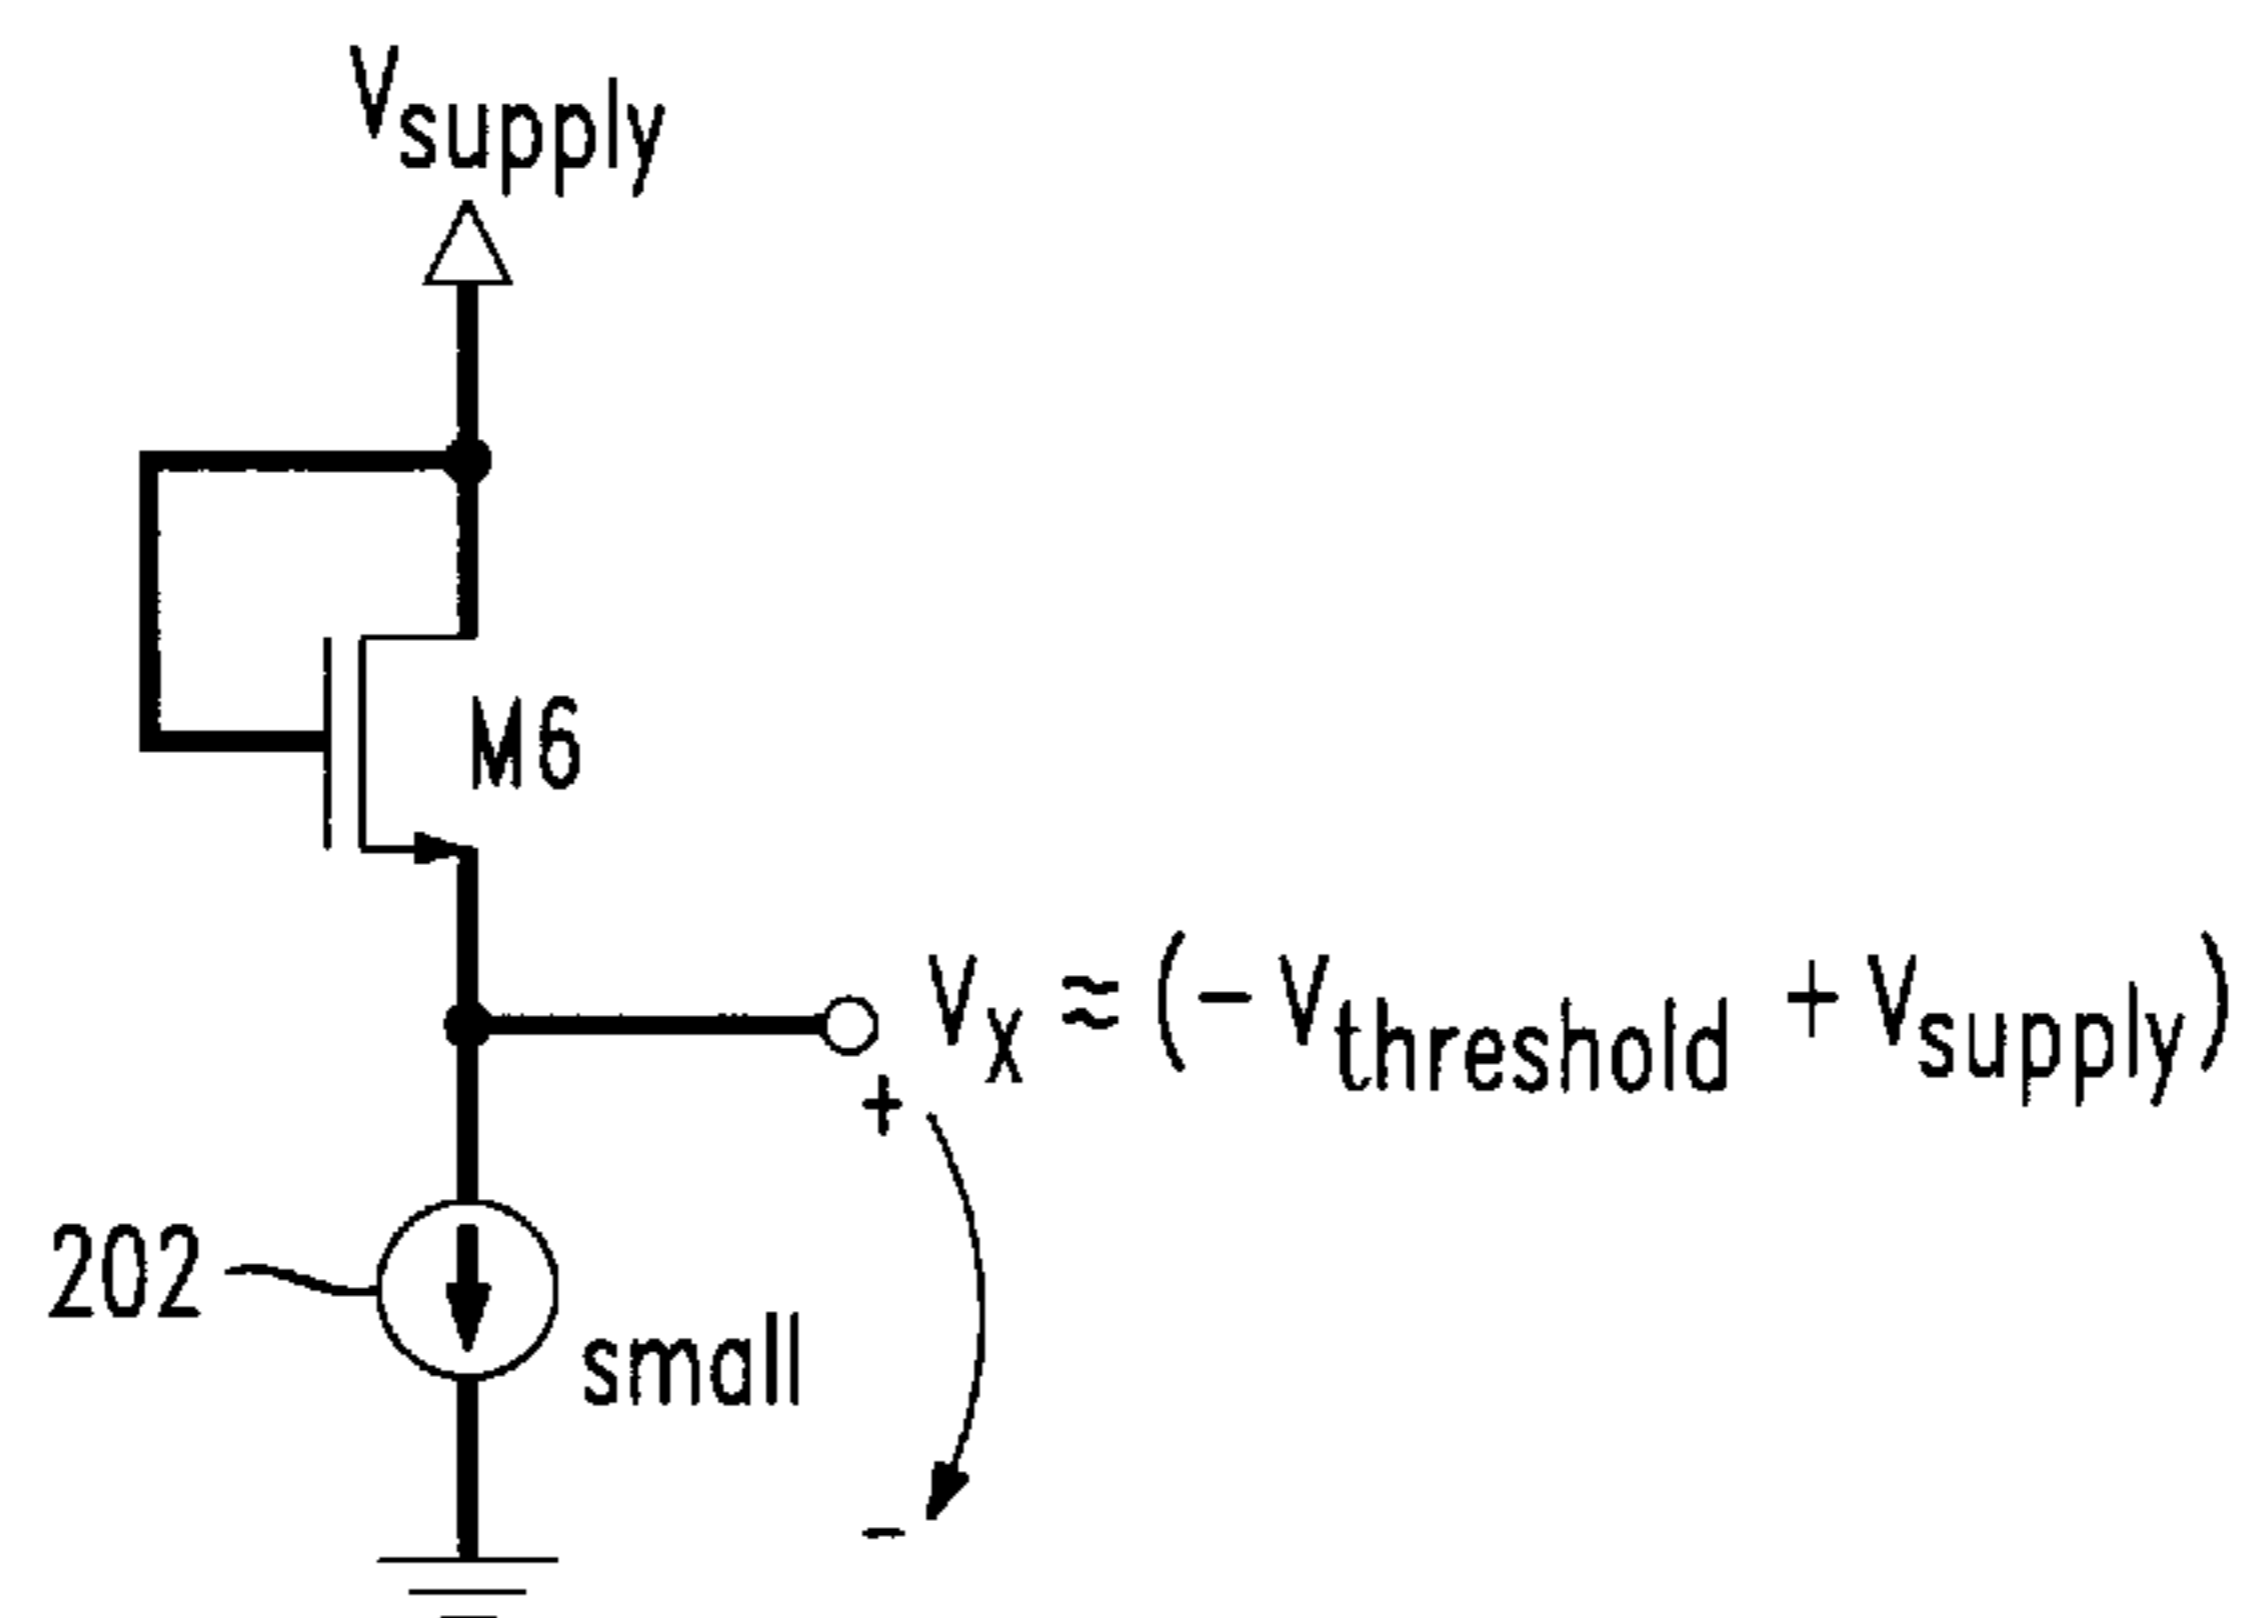 Vsupply
M6
Vx ≈ (- Vthreshold + Vsupply)
+
202
small
-